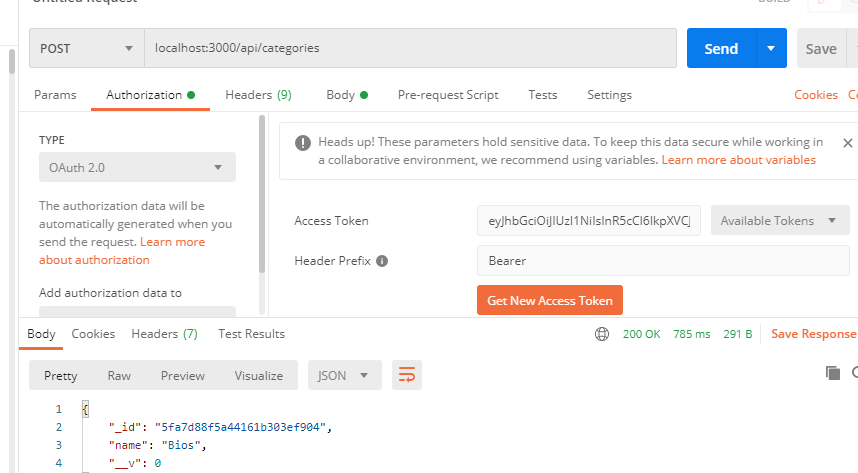 Untitled Request
BUILD
POST
localhost:3000/api/categories
Send
Save
Params
Authorization
Headers (9)
Body
Pre-request Script
Tests
Settings
Cookies
TYPE
OAuth 2.0
The authorization data will be
automatically generated when you
send the request. Learn more
about authorization
Add authorization data to
Heads up! These parameters hold sensitive data. To keep this data secure while working in
a collaborative environment, we recommend using variables. Learn more about variables
Access Token
Available Tokens
Header Prefix
Bearer
Get New Access Token
Body
Cookies
Headers (7)
Test Results
200 OK
785 ms
291 B
Save Response
Pretty
Raw
Preview
Visualize
JSON
1 {
2 "_id": "5fa7d88f5a44161b303ef904",
3 "name": "Bios",
4 "__v": 0